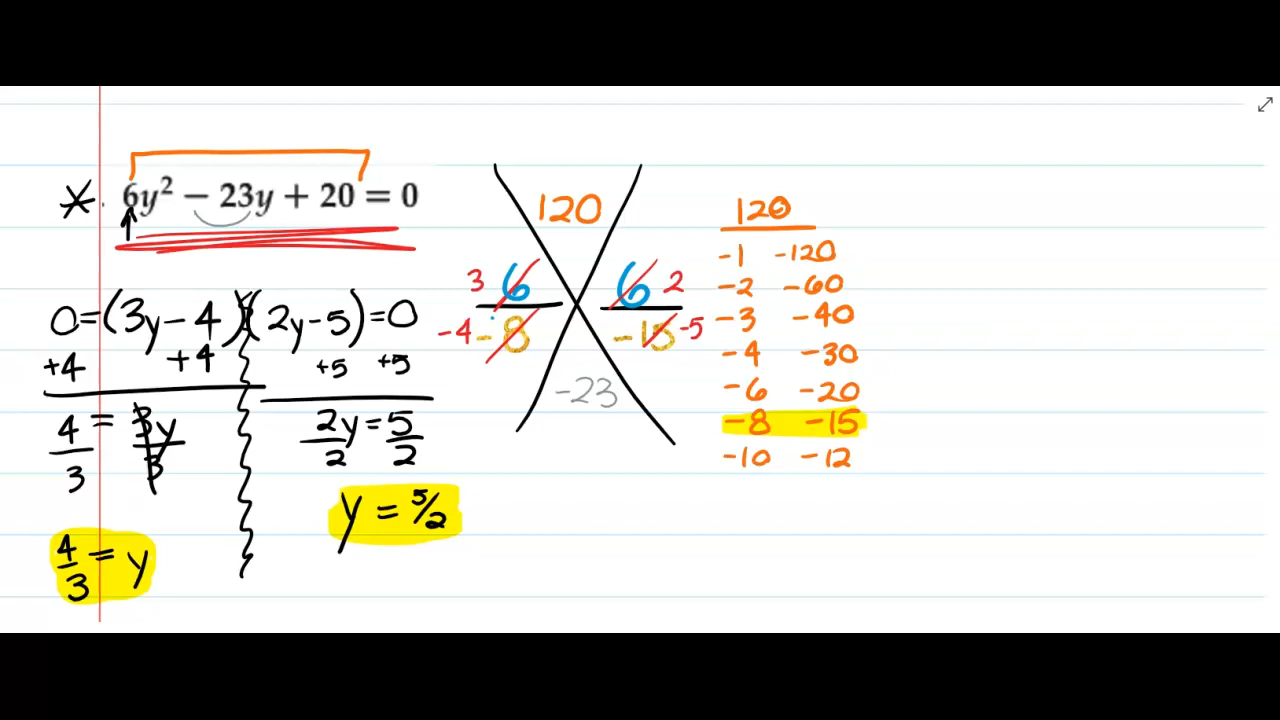 6y² − 23y + 20 = 0
0=(3y-4)(2y-5)=0
+4 +4 +5 +5
4/3 = 3y/3
2y/2 = 5/2
y = 5/2
4/3 = y
120
3 6 6 2
-4 -8 -15 -5
-23
120
-1 -120
-2 -60
-3 -40
-4 -30
-6 -20
-8 -15
-10 -12